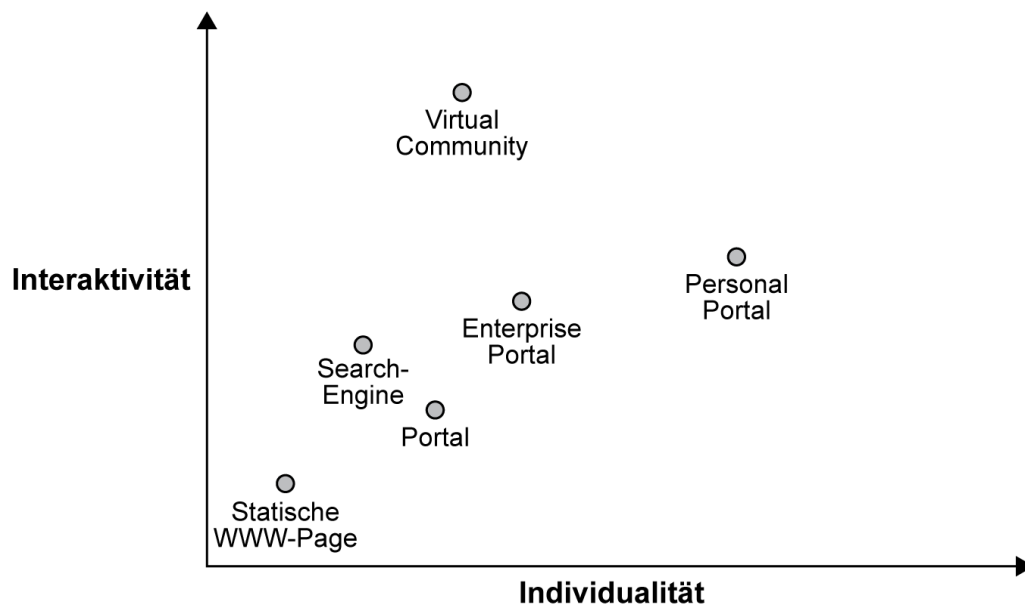 Virtual
Community
Interaktivität
Personal
Portal
Enterprise
Portal
Search-
Engine
Portal
Statische
WWW-Page
Individualität